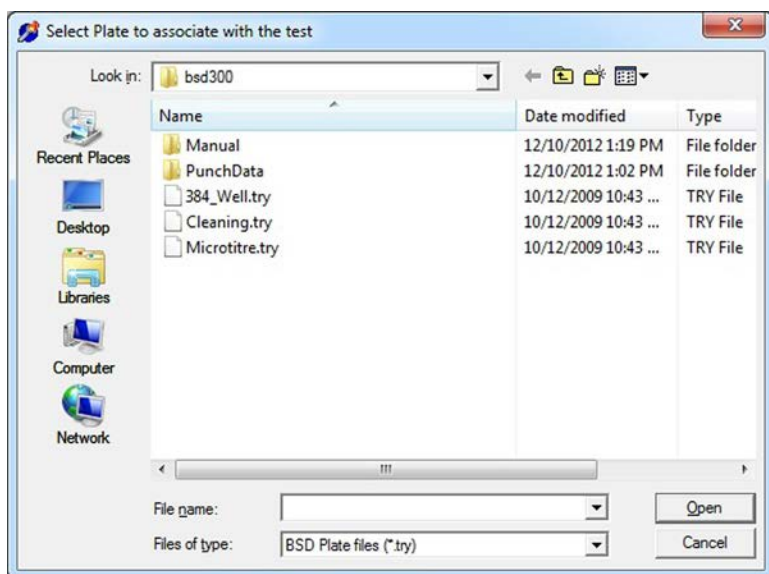 Select Plate to associate with the test
Look in: bsd300
Name Date modified Type
Manual 12/10/2012 1:19 PM File folder
PunchData 12/10/2012 1:02 PM File folder
384_Well.try 10/12/2009 10:43 ... TRY File
Cleaning.try 10/12/2009 10:43 ... TRY File
Microtitre.try 10/12/2009 10:43 ... TRY File
Recent Places
Desktop
Libraries
Computer
Network
File name: Open
Files of type: BSD Plate files (*.try) Cancel